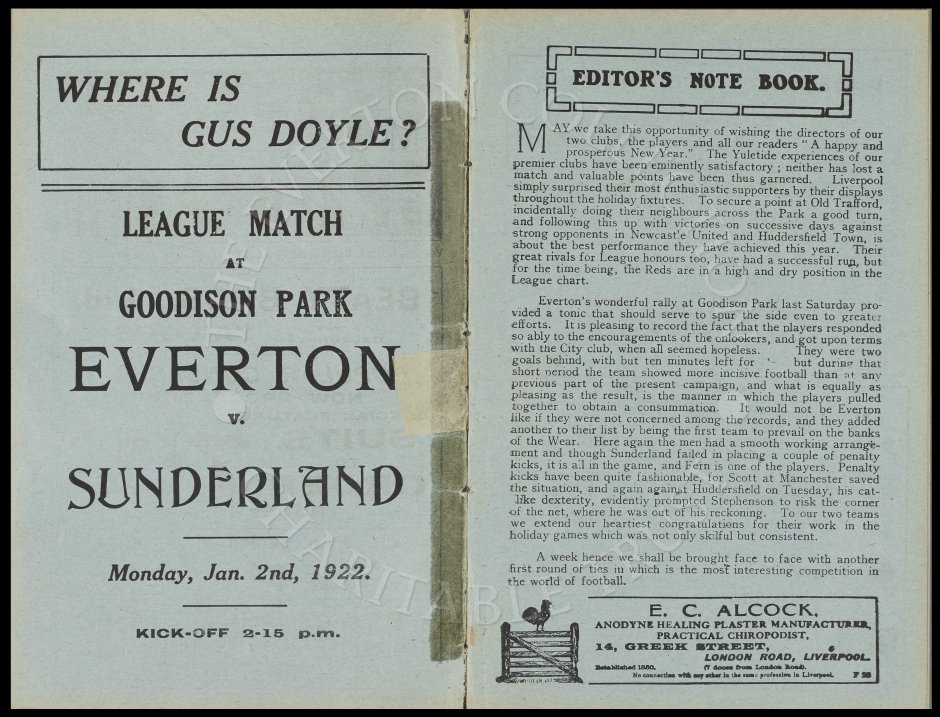 WHERE IS
GUS DOYLE?
LEAGUE MATCH
AT
GOODISON PARK
EVERTON
v.
SUNDERLAND
Monday, Jan. 2nd, 1922.
KICK-OFF 2-15 p.m.
EDITOR'S NOTE BOOK.
MAY we take this opportunity of wishing the directors of our
two clubs, the players and all our readers "A happy and
prosperous New Year." The Yuletide experiences of our
premier clubs have been eminently satisfactory; neither has lost a
match and valuable points have been thus garnered. Liverpool
simply surprised their most enthusiastic supporters by their displays
throughout the holiday fixtures. To secure a point at Old Trafford,
incidentally doing their neighbours across the Park a good turn,
and following this up with victories on successive days against
strong opponents in Newcast'e United and Huddersfield Town, is
about the best performance they have achieved this year. Their
great rivals for League honours too, have had a successful run, but
for the time being, the Reds are in a high and dry position in the
League chart.
Everton's wonderful rally at Goodison Park last Saturday pro-
vided a tonic that should serve to spur the side even to greater
efforts. It is pleasing to record the fact that the players responded
so ably to the encouragements of the onlookers, and got upon terms
with the City club, when all seemed hopeless. They were two
goals behind, with but ten minutes left for but during that
short period the team showed more incisive football than at any
previous part of the present campaign, and what is equally as
pleasing as the result, is the manner in which the players pulled
together to obtain a consummation. It would not be Everton
like if they were not concerned among the records, and they added
another to their list by being the first team to prevail on the banks
of the Wear. Here again the men had a smooth working arrange-
ment and though Sunderland failed in placing a couple of penalty
kicks, it is all in the game, and Fern is one of the players. Penalty
kicks have been quite fashionable, for Scott at Manchester saved
the situation, and again against Huddersfield on Tuesday, his cat-
like dexterity, evidently prompted Stephenson to risk the corner
of the net, where he was out of his reckoning. To our two teams
we extend our heartiest congratulations for their work in the
holiday games which was not only skilful but consistent.
A week hence we shall be brought face to face with another
first round of ties in which is the most interesting competition in
the world of football.
E. C. ALCOCK,
ANODYNE HEALING PLASTER MANUFACTURER,
PRACTICAL CHIROPODIST,
14, GREEK STREET,
LONDON ROAD, LIVERPOOL.
Established 1850. (7 doors from London Road).
No connection with any other in the same profession in Liverpool. F 28
THE EVERTON CO
CHARITABLE